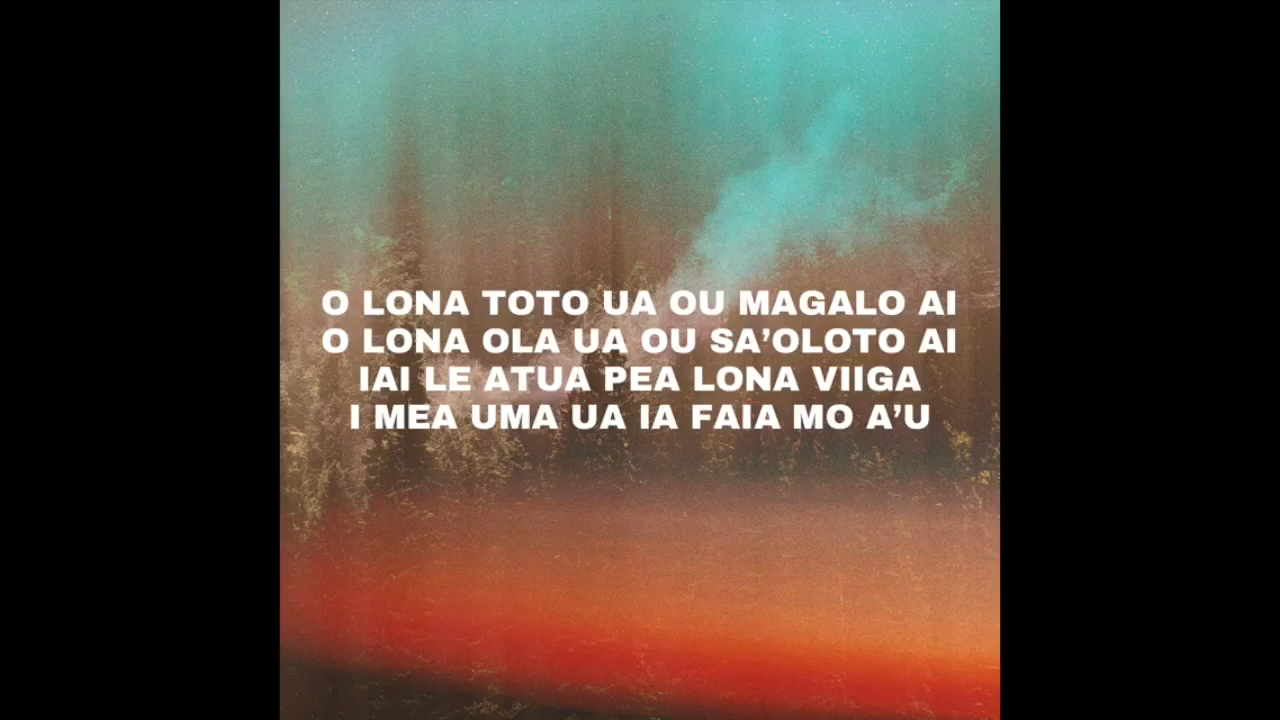 O LONA TOTO UA OU MAGALO AI
O LONA OLA UA OU SA’OLOTO AI
IAI LE ATUA PEA LONA VIIGA
I MEA UMA UA IA FAIA MO A’U